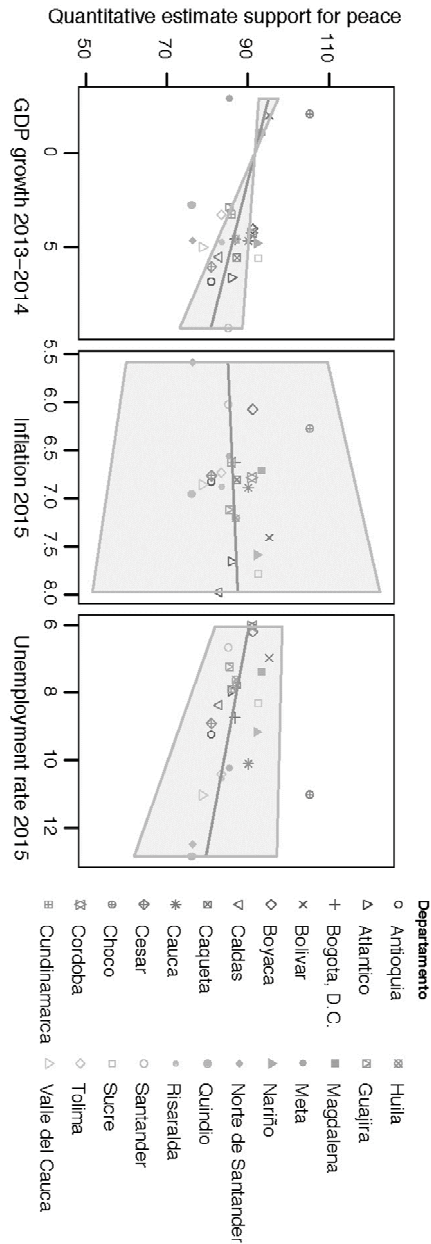 Quantitative estimate support for peace
50
70
90
110
0
5
GDP growth 2013–2014
5.5
6.0
6.5
7.0
7.5
8.0
Inflation 2015
6
8
10
12
Unemployment rate 2015
Departamento
Antioquia
Atlantico
Bogota, D.C.
Bolivar
Boyaca
Caldas
Caqueta
Cauca
Cesar
Choco
Cordoba
Cundinamarca
Huila
Guajira
Magdalena
Meta
Nariño
Norte de Santander
Quindio
Risaralda
Santander
Sucre
Tolima
Valle del Cauca